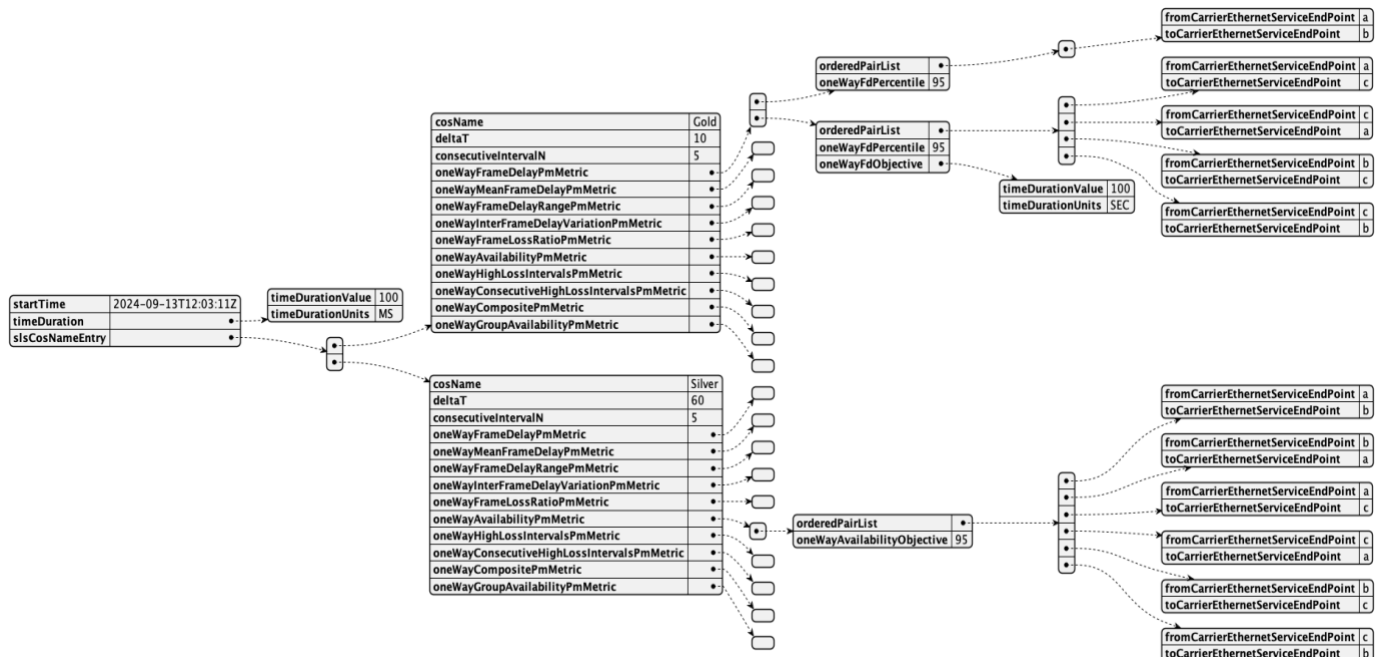 startTime 2024-09-13T12:03:11Z
timeDuration
slsCosNameEntry
timeDurationValue 100
timeDurationUnits MS
cosName Gold
deltaT 10
consecutiveIntervalN 5
oneWayFrameDelayPmMetric
oneWayMeanFrameDelayPmMetric
oneWayFrameDelayRangePmMetric
oneWayInterFrameDelayVariationPmMetric
oneWayFrameLossRatioPmMetric
oneWayAvailabilityPmMetric
oneWayHighLossIntervalsPmMetric
oneWayConsecutiveHighLossIntervalsPmMetric
oneWayCompositePmMetric
oneWayGroupAvailabilityPmMetric
orderedPairList
oneWayFdPercentile 95
fromCarrierEthernetServiceEndPoint a
toCarrierEthernetServiceEndPoint b
orderedPairList
oneWayFdPercentile 95
oneWayFdObjective
timeDurationValue 100
timeDurationUnits SEC
fromCarrierEthernetServiceEndPoint a
toCarrierEthernetServiceEndPoint c
fromCarrierEthernetServiceEndPoint c
toCarrierEthernetServiceEndPoint a
fromCarrierEthernetServiceEndPoint b
toCarrierEthernetServiceEndPoint c
fromCarrierEthernetServiceEndPoint c
toCarrierEthernetServiceEndPoint b
cosName Silver
deltaT 60
consecutiveIntervalN 5
oneWayFrameDelayPmMetric
oneWayMeanFrameDelayPmMetric
oneWayFrameDelayRangePmMetric
oneWayInterFrameDelayVariationPmMetric
oneWayFrameLossRatioPmMetric
oneWayAvailabilityPmMetric
oneWayHighLossIntervalsPmMetric
oneWayConsecutiveHighLossIntervalsPmMetric
oneWayCompositePmMetric
oneWayGroupAvailabilityPmMetric
orderedPairList
oneWayAvailabilityObjective 95
fromCarrierEthernetServiceEndPoint a
toCarrierEthernetServiceEndPoint b
fromCarrierEthernetServiceEndPoint b
toCarrierEthernetServiceEndPoint a
fromCarrierEthernetServiceEndPoint a
toCarrierEthernetServiceEndPoint c
fromCarrierEthernetServiceEndPoint c
toCarrierEthernetServiceEndPoint a
fromCarrierEthernetServiceEndPoint b
toCarrierEthernetServiceEndPoint c
fromCarrierEthernetServiceEndPoint c
toCarrierEthernetServiceEndPoint b